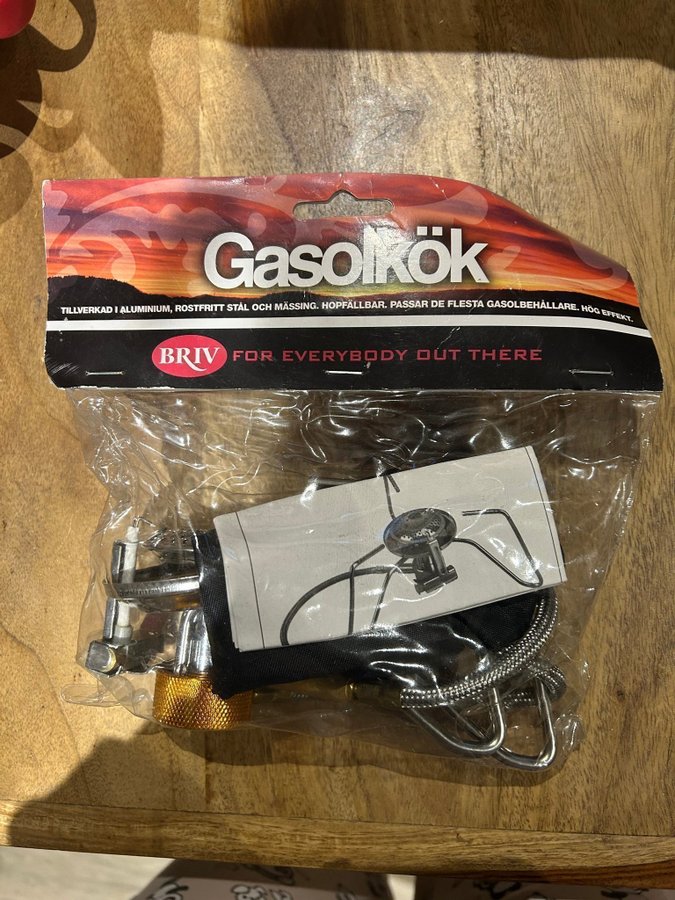 Gasolkök
TILLVERKAD I ALUMINIUM, ROSTFRITT STÅL OCH MÄSSING. HOPFÄLLBAR. PASSAR DE FLESTA GASOLBEHÅLLARE. HÖG EFFEKT.
BRIV FOR EVERYBODY OUT THERE